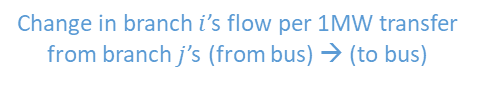 Change in branch i's flow per 1MW transfer
from branch j's (from bus) → (to bus)